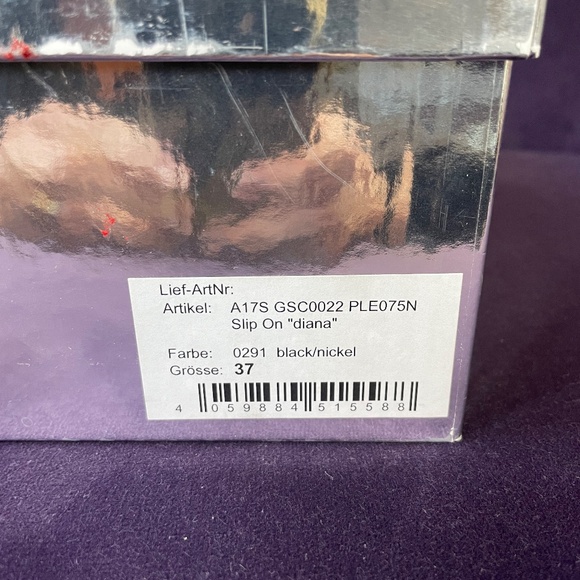 Lief-ArtNr:
Artikel: A17S GSC0022 PLE075N
Slip On "diana"
Farbe: 0291 black/nickel
Grösse: 37
4 059884 515588